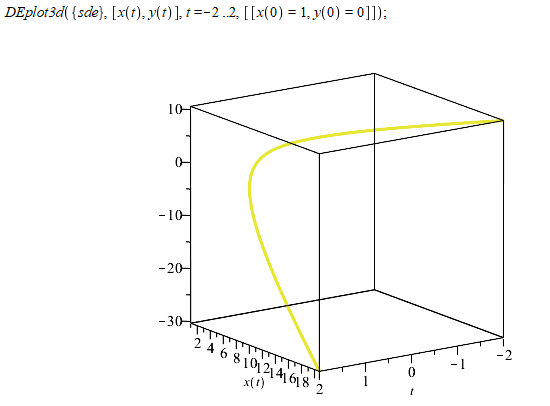 DEplot3d({sde}, [x(t), y(t)], t=-2..2, [[x(0) = 1, y(0) = 0]]);
10
0
-10
-20
-30
2 4 6 8 10 12 14 16 18
x(t)
2 1 0 -1 -2
t